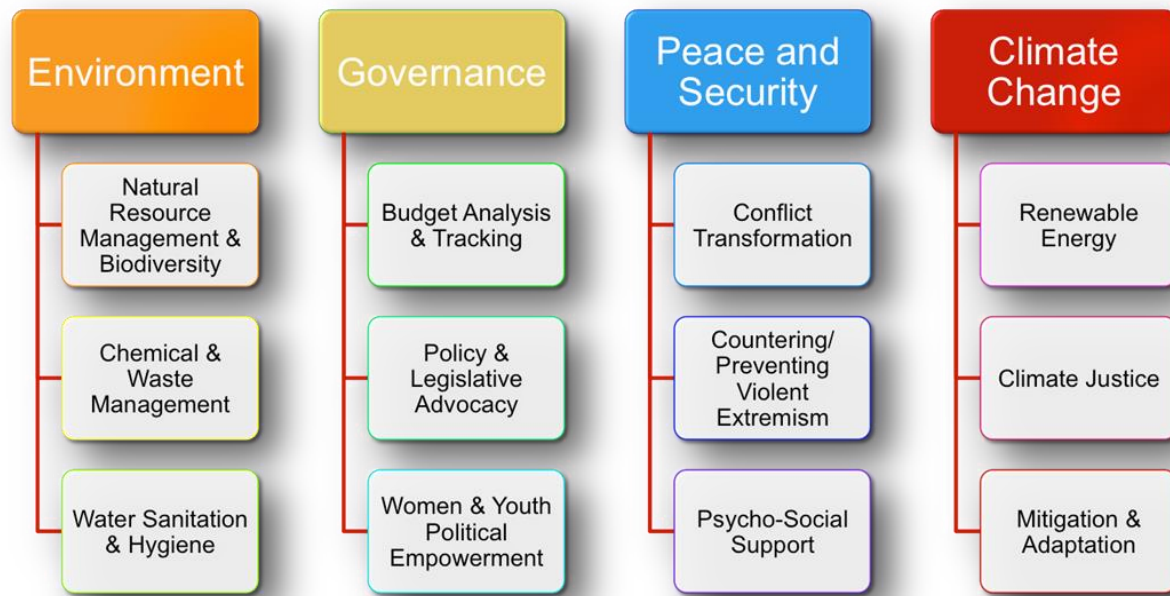 Environment
Natural
Resource
Management &
Biodiversity
Chemical &
Waste
Management
Water Sanitation
& Hygiene
Governance
Budget Analysis
& Tracking
Policy &
Legislative
Advocacy
Women & Youth
Political
Empowerment
Peace and
Security
Conflict
Transformation
Countering/
Preventing
Violent
Extremism
Psycho-Social
Support
Climate
Change
Renewable
Energy
Climate Justice
Mitigation &
Adaptation